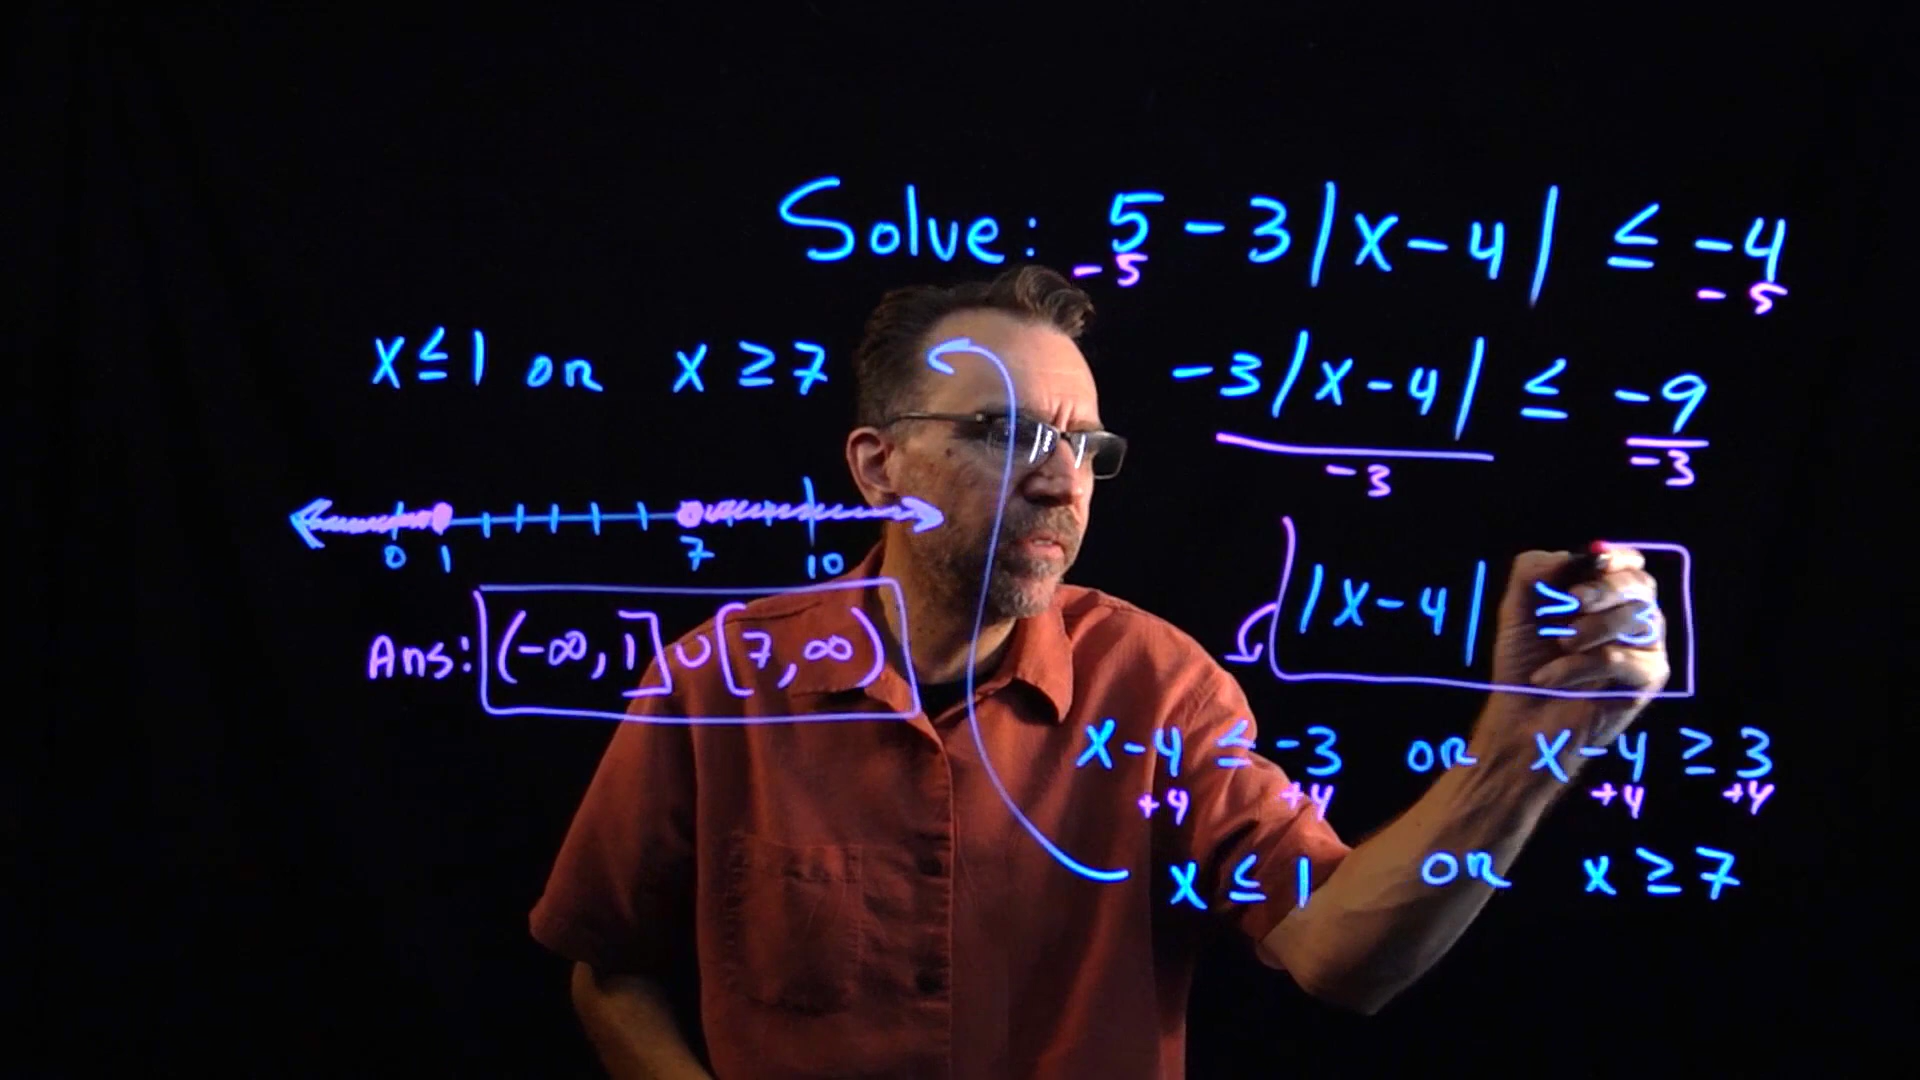 Solve: 5 - 3|x - 4| ≤ -4
-5 -5
-3|x - 4| ≤ -9
-3 -3
|x - 4| ≥ 3
x - 4 ≤ -3 or x - 4 ≥ 3
+4 +4 +4 +4
x ≤ 1 or x ≥ 7
x ≤ 1 or x ≥ 7
0 1 7 10
Ans: (-∞, 1] ∪ [7, ∞)